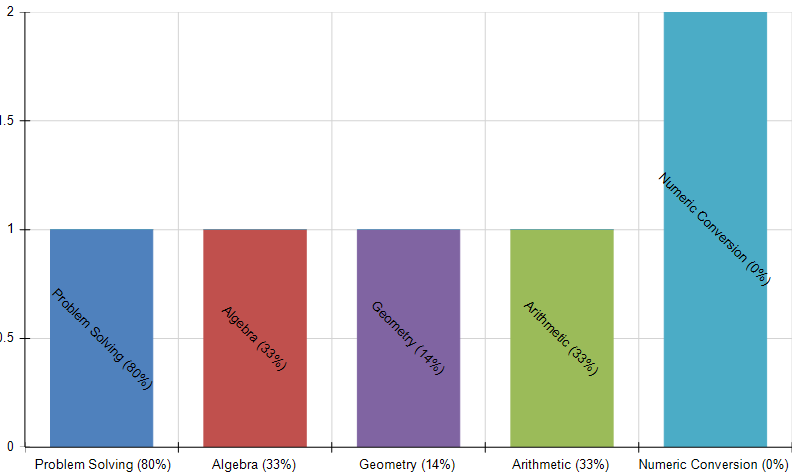 2
1.5
1
0.5
0
Problem Solving (80%)
Algebra (33%)
Geometry (14%)
Arithmetic (33%)
Numeric Conversion (0%)
Problem Solving (80%)
Algebra (33%)
Geometry (14%)
Arithmetic (33%)
Numeric Conversion (0%)